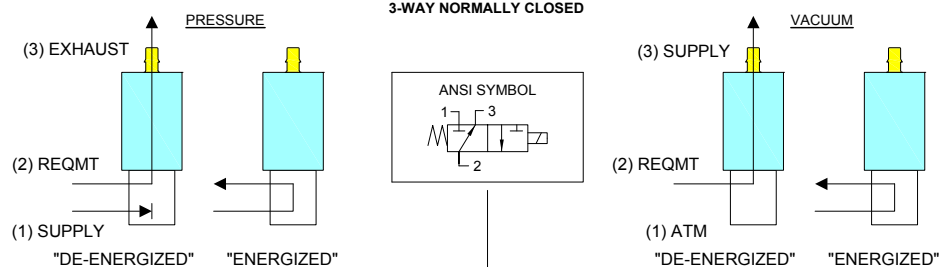 3-WAY NORMALLY CLOSED
PRESSURE
(3) EXHAUST
(2) REQMT
(1) SUPPLY
"DE-ENERGIZED"
"ENERGIZED"
ANSI SYMBOL
1
3
2
VACUUM
(3) SUPPLY
(2) REQMT
(1) ATM
"DE-ENERGIZED"
"ENERGIZED"